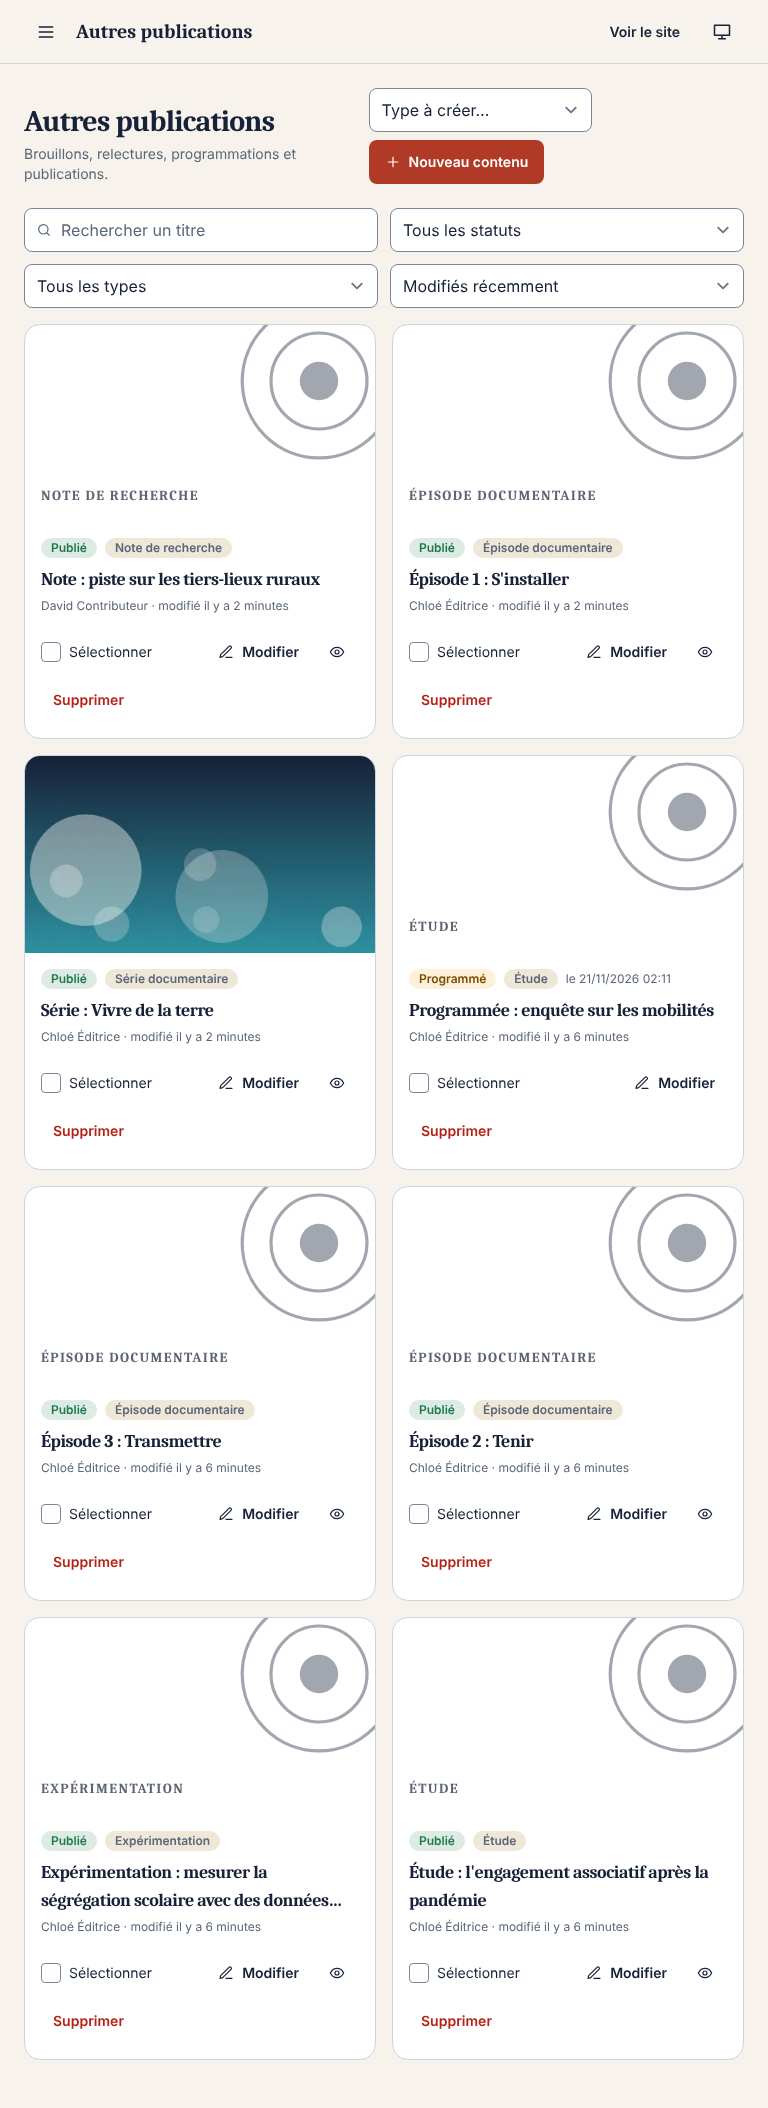 Autres publications
Voir le site
Autres publications
Brouillons, relectures, programmations et
publications.
Type à créer...
Nouveau contenu
Rechercher un titre
Tous les statuts
Tous les types
Modifiés récemment
NOTE DE RECHERCHE
Publié Note de recherche
Note : piste sur les tiers-lieux ruraux
David Contributeur · modifié il y a 2 minutes
Sélectionner Modifier
Supprimer
ÉPISODE DOCUMENTAIRE
Publié Épisode documentaire
Épisode 1 : S'installer
Chloé Éditrice · modifié il y a 2 minutes
Sélectionner Modifier
Supprimer
Publié Série documentaire
Série : Vivre de la terre
Chloé Éditrice · modifié il y a 2 minutes
Sélectionner Modifier
Supprimer
ÉTUDE
Programmé Étude le 21/11/2026 02:11
Programmée : enquête sur les mobilités
Chloé Éditrice · modifié il y a 6 minutes
Sélectionner Modifier
Supprimer
ÉPISODE DOCUMENTAIRE
Publié Épisode documentaire
Épisode 3 : Transmettre
Chloé Éditrice · modifié il y a 6 minutes
Sélectionner Modifier
Supprimer
ÉPISODE DOCUMENTAIRE
Publié Épisode documentaire
Épisode 2 : Tenir
Chloé Éditrice · modifié il y a 6 minutes
Sélectionner Modifier
Supprimer
EXPÉRIMENTATION
Publié Expérimentation
Expérimentation : mesurer la
ségrégation scolaire avec des données...
Chloé Éditrice · modifié il y a 6 minutes
Sélectionner Modifier
Supprimer
ÉTUDE
Publié Étude
Étude : l'engagement associatif après la
pandémie
Chloé Éditrice · modifié il y a 6 minutes
Sélectionner Modifier
Supprimer